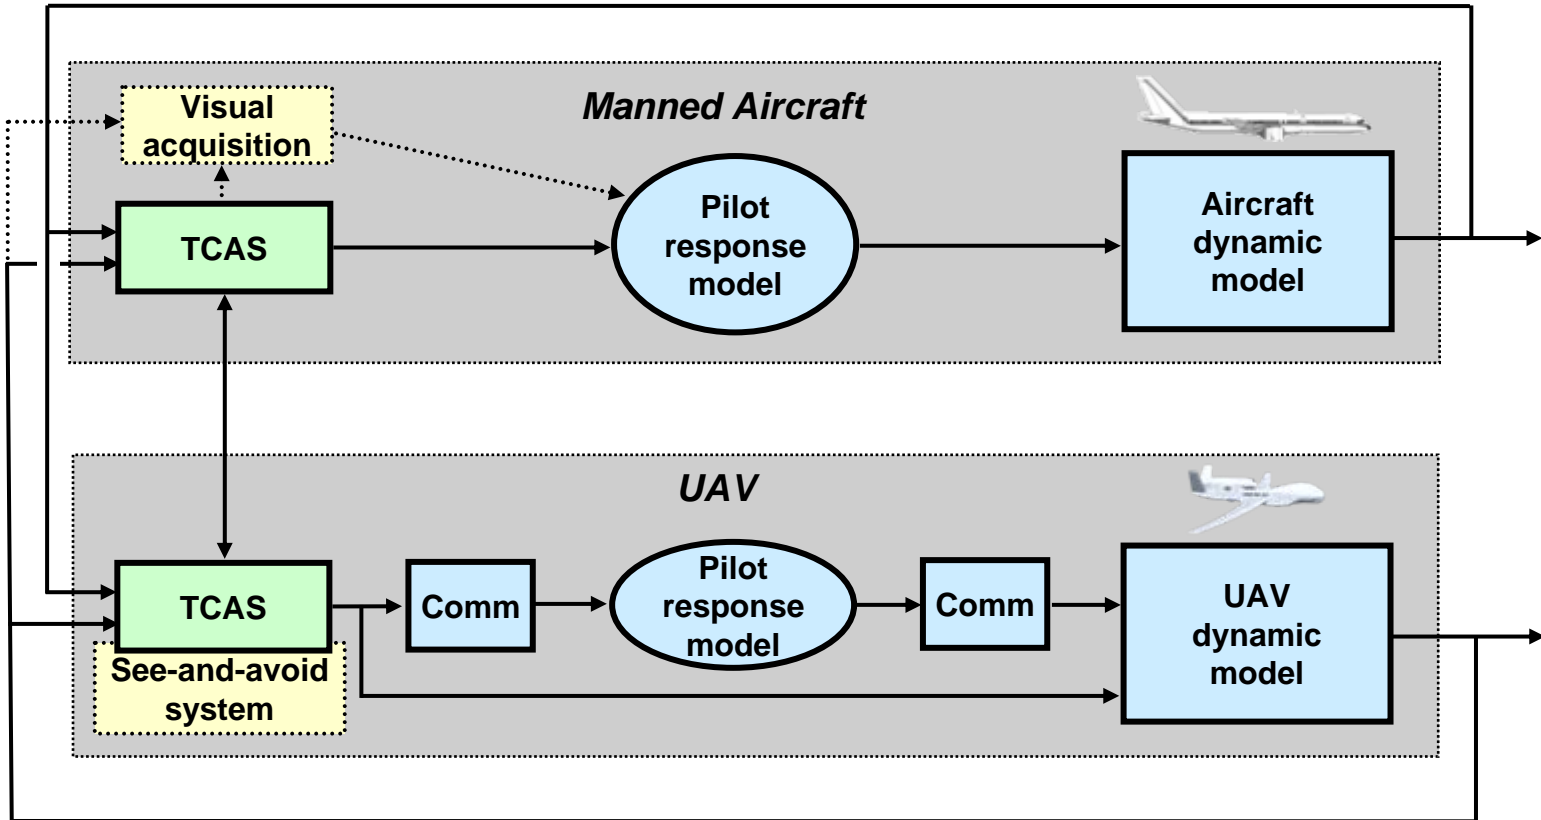 Manned Aircraft
Visual
acquisition
TCAS
Pilot
response
model
Aircraft
dynamic
model
UAV
TCAS
See-and-avoid
system
Comm
Pilot
response
model
Comm
UAV
dynamic
model